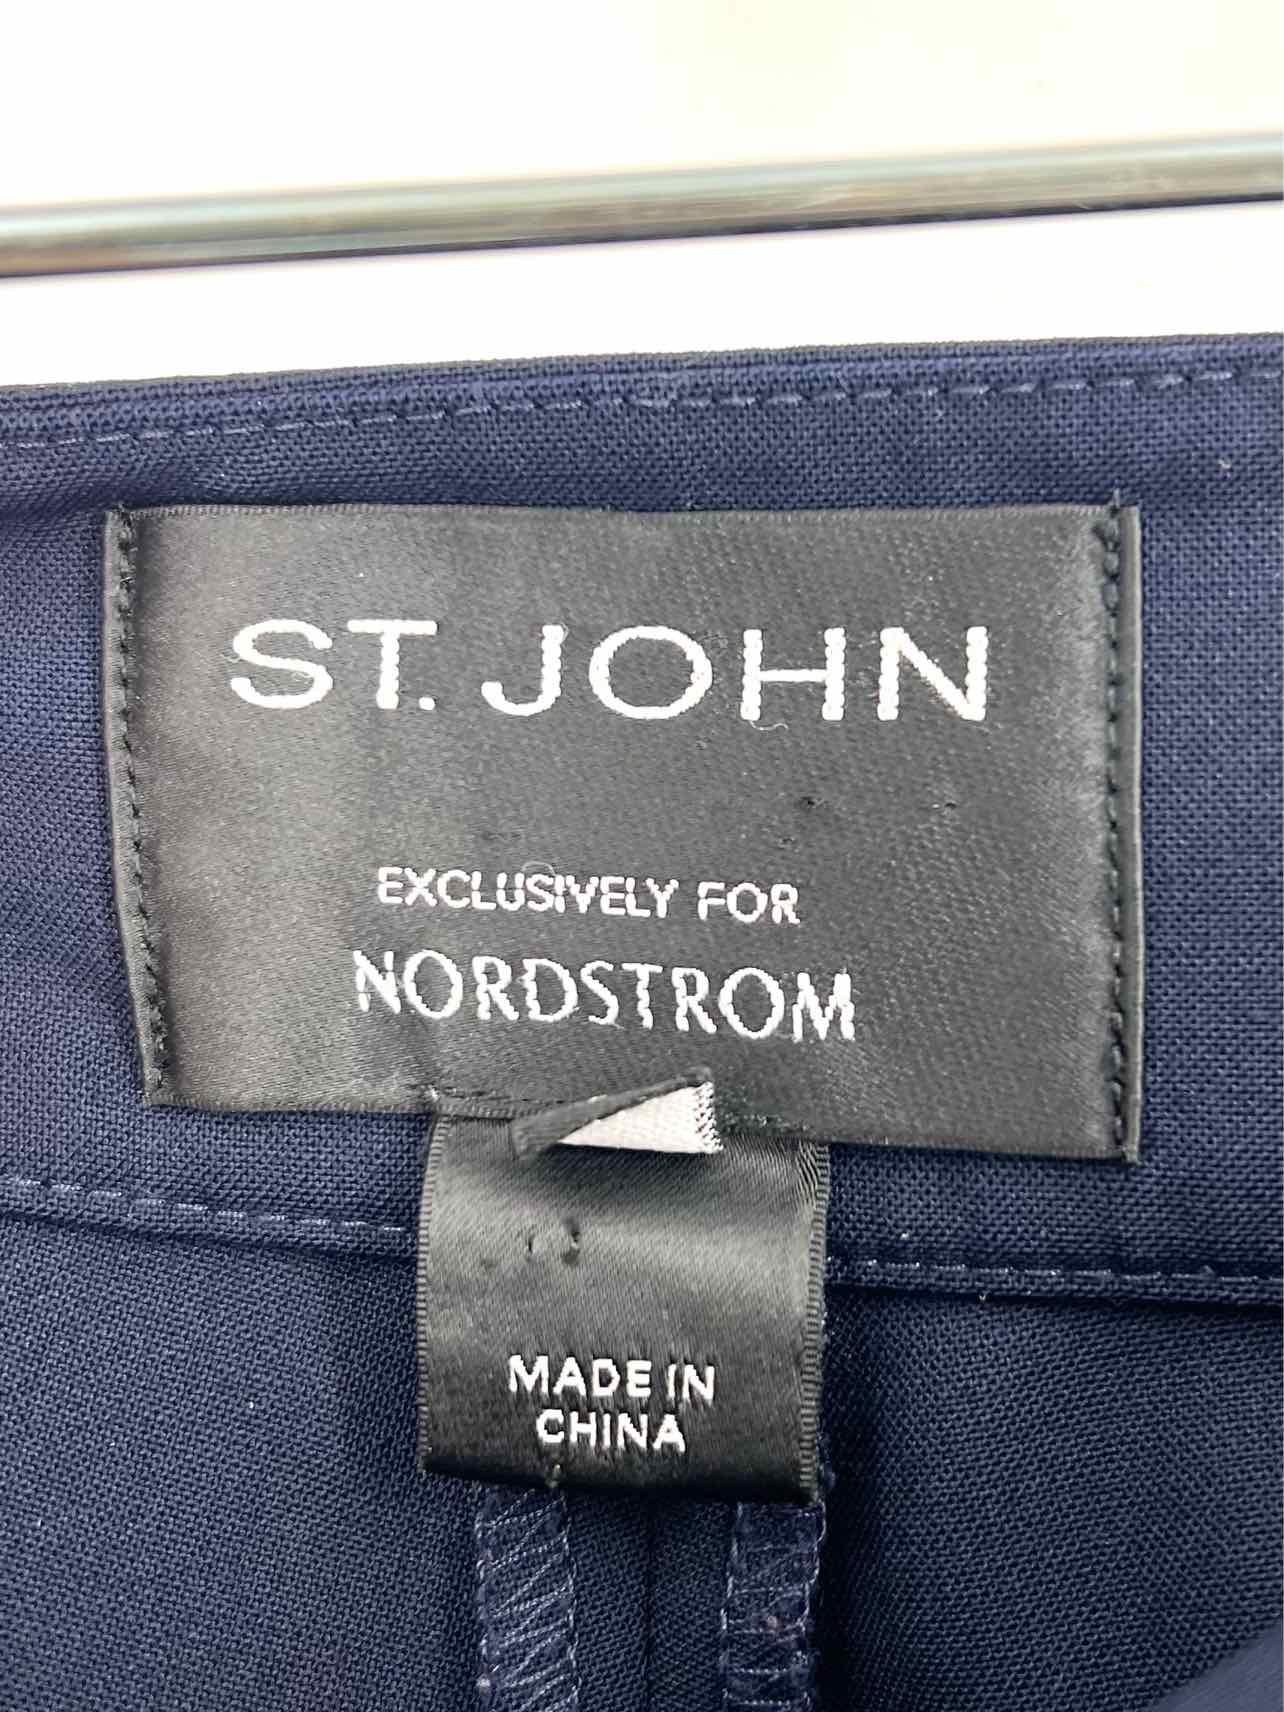 ST. JOHN
EXCLUSIVELY FOR
NORDSTROM
MADE IN
CHINA